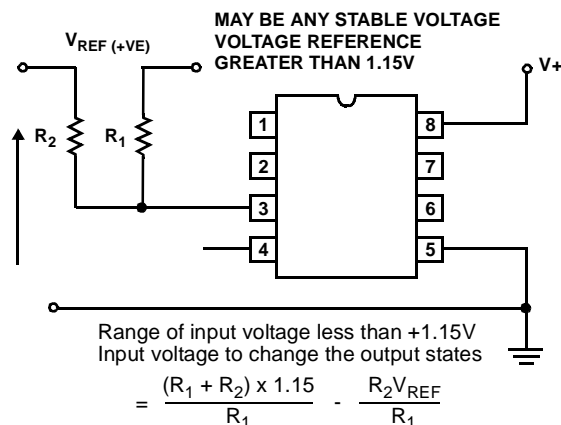 MAY BE ANY STABLE VOLTAGE
VOLTAGE REFERENCE
GREATER THAN 1.15V
VREF (+VE)
V+
R2
R1
1
8
2
7
3
6
4
5
Range of input voltage less than +1.15V
Input voltage to change the output states
= (R1 + R2) x 1.15 / R1 - R2VREF / R1